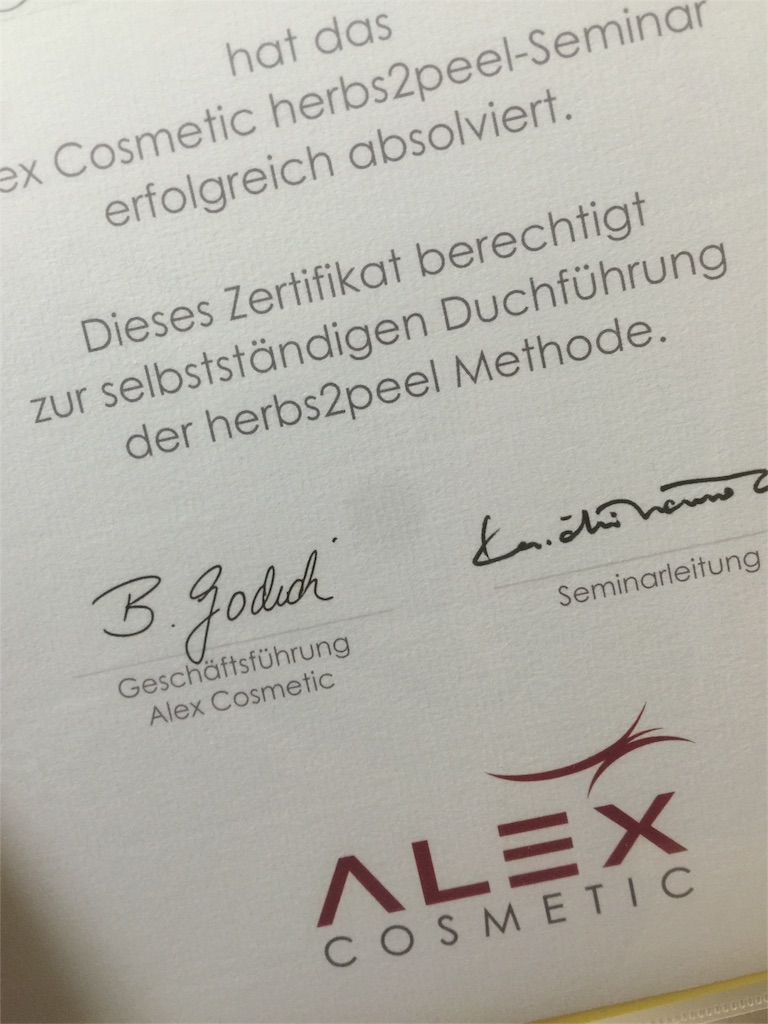 hat das
ex Cosmetic herbs2peel-Seminar
erfolgreich absolviert.
Dieses Zertifikat berechtigt
zur selbstständigen Duchführung
der herbs2peel Methode.
B.
Geschäftsführung
Alex Cosmetic
Seminarleitung
ALEX
COSMETIC